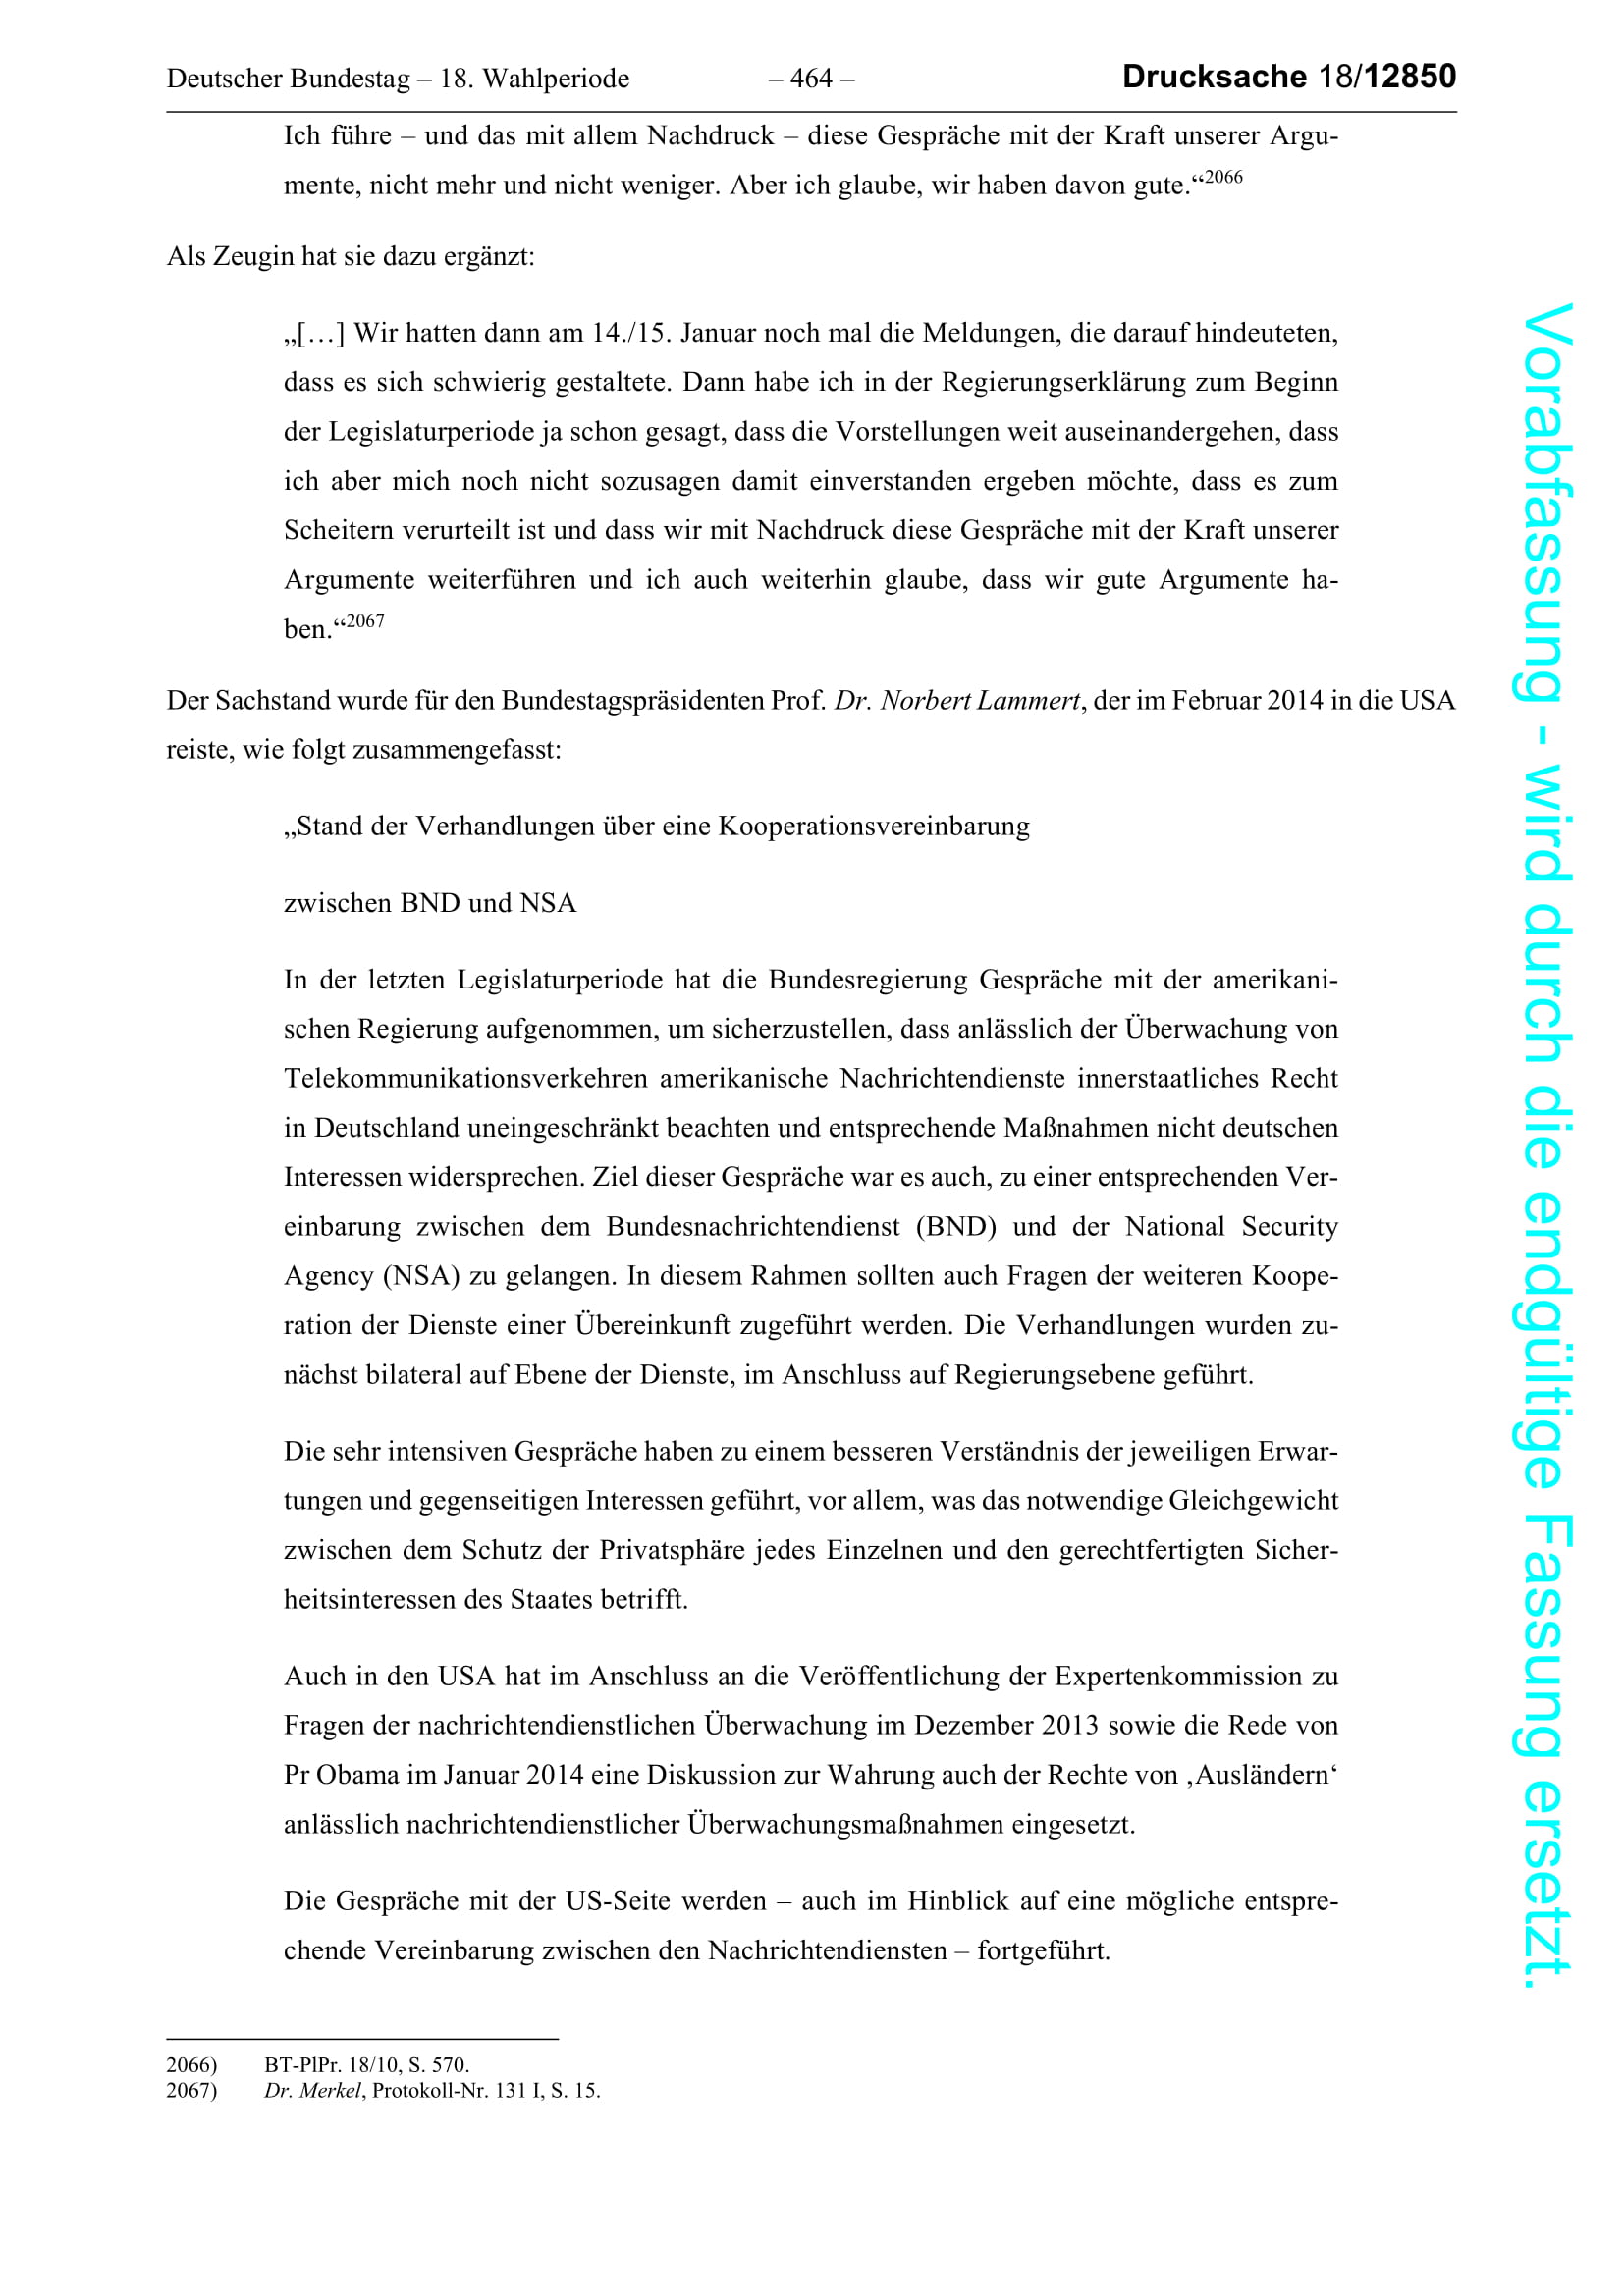 Deutscher Bundestag – 18. Wahlperiode – 464 – Drucksache 18/12850
Ich führe – und das mit allem Nachdruck – diese Gespräche mit der Kraft unserer Argu-
mente, nicht mehr und nicht weniger. Aber ich glaube, wir haben davon gute.“2066
Als Zeugin hat sie dazu ergänzt:
„[…] Wir hatten dann am 14./15. Januar noch mal die Meldungen, die darauf hindeuteten,
dass es sich schwierig gestaltete. Dann habe ich in der Regierungserklärung zum Beginn
der Legislaturperiode ja schon gesagt, dass die Vorstellungen weit auseinandergehen, dass
ich aber mich noch nicht sozusagen damit einverstanden ergeben möchte, dass es zum
Scheitern verurteilt ist und dass wir mit Nachdruck diese Gespräche mit der Kraft unserer
Argumente weiterführen und ich auch weiterhin glaube, dass wir gute Argumente ha-
ben.“2067
Der Sachstand wurde für den Bundestagspräsidenten Prof. Dr. Norbert Lammert, der im Februar 2014 in die USA
reiste, wie folgt zusammengefasst:
„Stand der Verhandlungen über eine Kooperationsvereinbarung
zwischen BND und NSA
In der letzten Legislaturperiode hat die Bundesregierung Gespräche mit der amerikani-
schen Regierung aufgenommen, um sicherzustellen, dass anlässlich der Überwachung von
Telekommunikationsverkehren amerikanische Nachrichtendienste innerstaatliches Recht
in Deutschland uneingeschränkt beachten und entsprechende Maßnahmen nicht deutschen
Interessen widersprechen. Ziel dieser Gespräche war es auch, zu einer entsprechenden Ver-
einbarung zwischen dem Bundesnachrichtendienst (BND) und der National Security
Agency (NSA) zu gelangen. In diesem Rahmen sollten auch Fragen der weiteren Koope-
ration der Dienste einer Übereinkunft zugeführt werden. Die Verhandlungen wurden zu-
nächst bilateral auf Ebene der Dienste, im Anschluss auf Regierungsebene geführt.
Die sehr intensiven Gespräche haben zu einem besseren Verständnis der jeweiligen Erwar-
tungen und gegenseitigen Interessen geführt, vor allem, was das notwendige Gleichgewicht
zwischen dem Schutz der Privatsphäre jedes Einzelnen und den gerechtfertigten Sicher-
heitsinteressen des Staates betrifft.
Auch in den USA hat im Anschluss an die Veröffentlichung der Expertenkommission zu
Fragen der nachrichtendienstlichen Überwachung im Dezember 2013 sowie die Rede von
Pr Obama im Januar 2014 eine Diskussion zur Wahrung auch der Rechte von ‚Ausländern‘
anlässlich nachrichtendienstlicher Überwachungsmaßnahmen eingesetzt.
Die Gespräche mit der US-Seite werden – auch im Hinblick auf eine mögliche entspre-
chende Vereinbarung zwischen den Nachrichtendiensten – fortgeführt.
2066) BT-PlPr. 18/10, S. 570.
2067) Dr. Merkel, Protokoll-Nr. 131 I, S. 15.
Vorabfassung - wird durch die endgültige Fassung ersetzt.